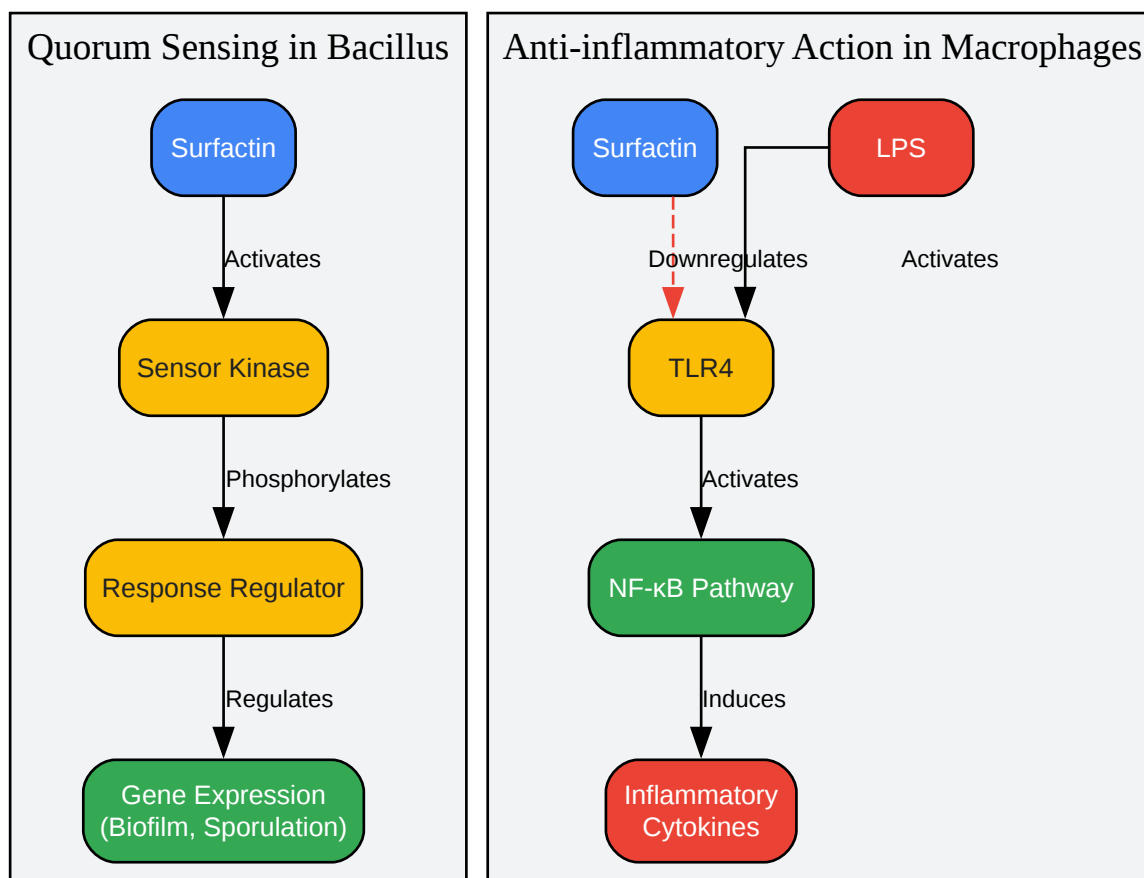 Quorum Sensing in Bacillus
Surfactin
Activates
Sensor Kinase
Phosphorylates
Response Regulator
Regulates
Gene Expression
(Biofilm, Sporulation)
Anti-inflammatory Action in Macrophages
Surfactin
LPS
Downregulates
Activates
TLR4
Activates
NF-κB Pathway
Induces
Inflammatory
Cytokines